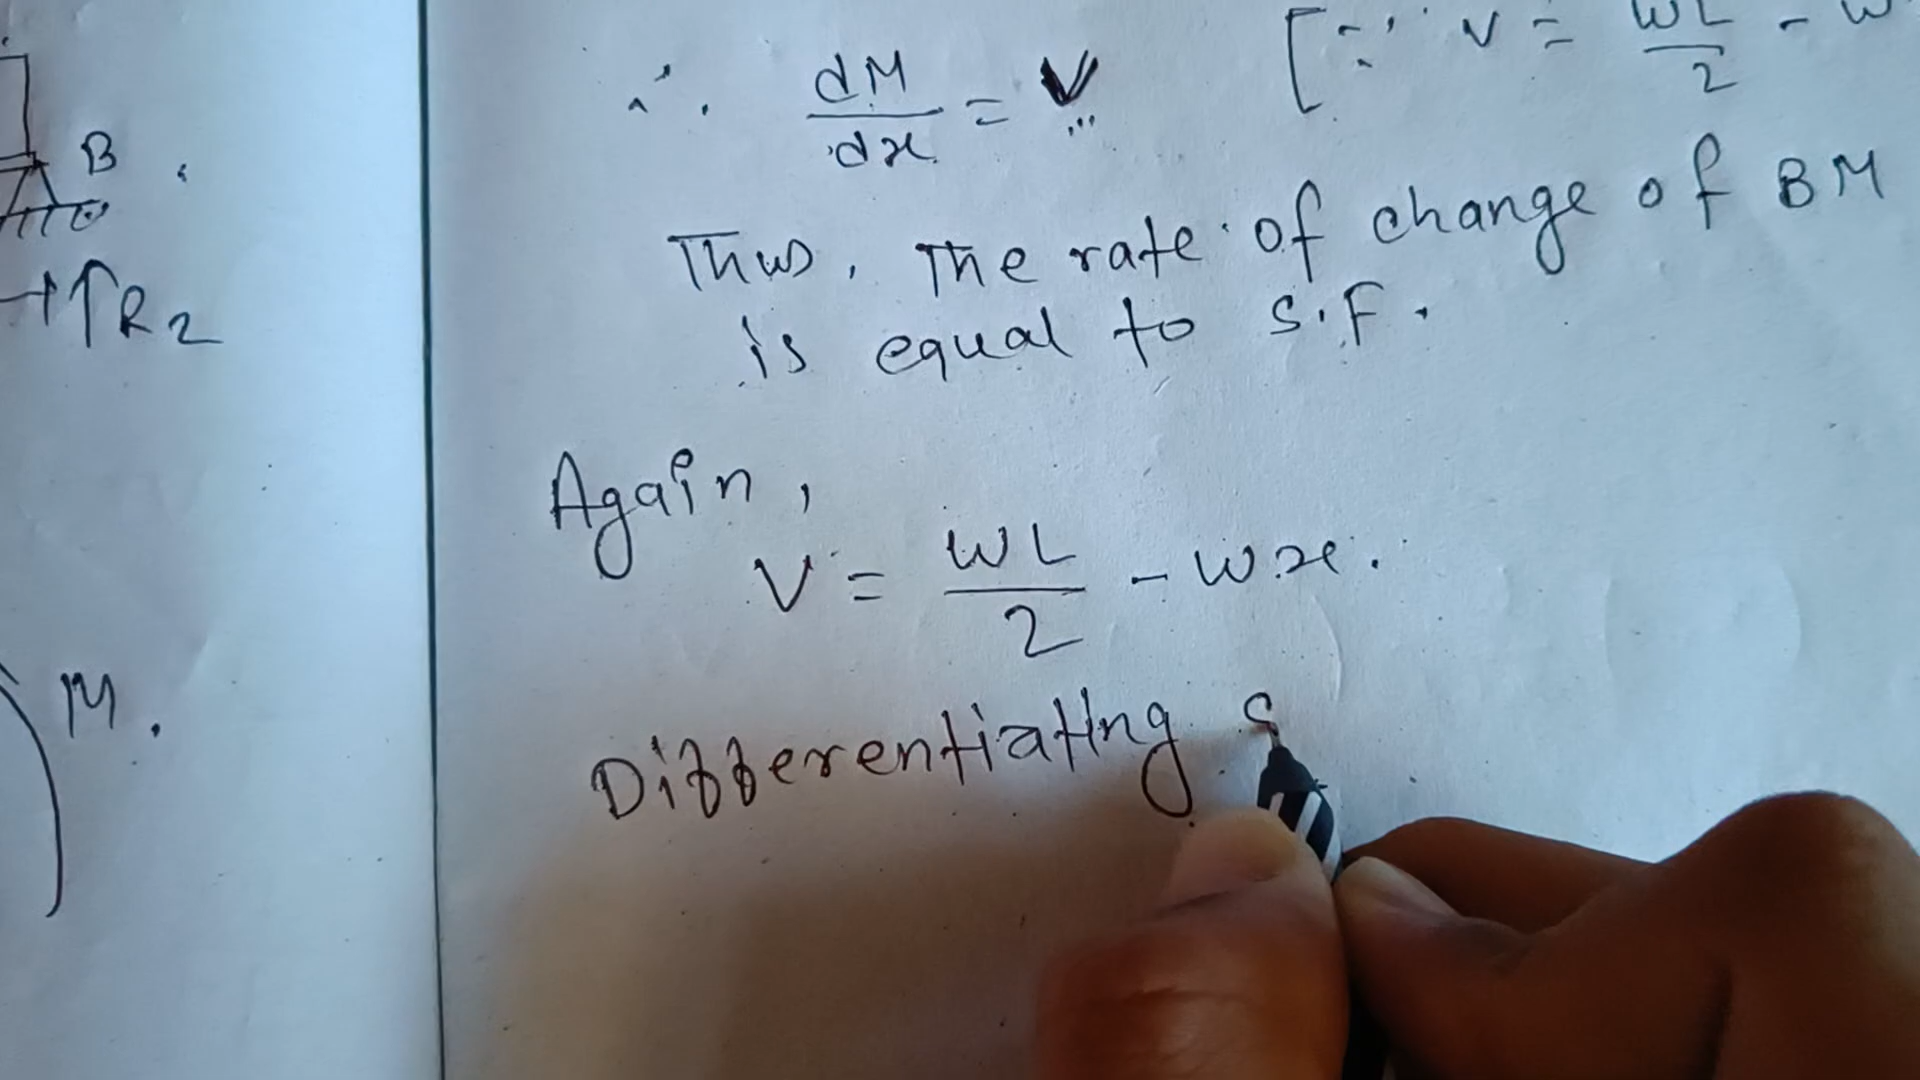 B
R2
M.
∴ dM/dx = V [∵ V = WL/2 - W
Thus, The rate of change of BM
is equal to S.F.
Again,
V = WL/2 - Wx.
Differentiating S